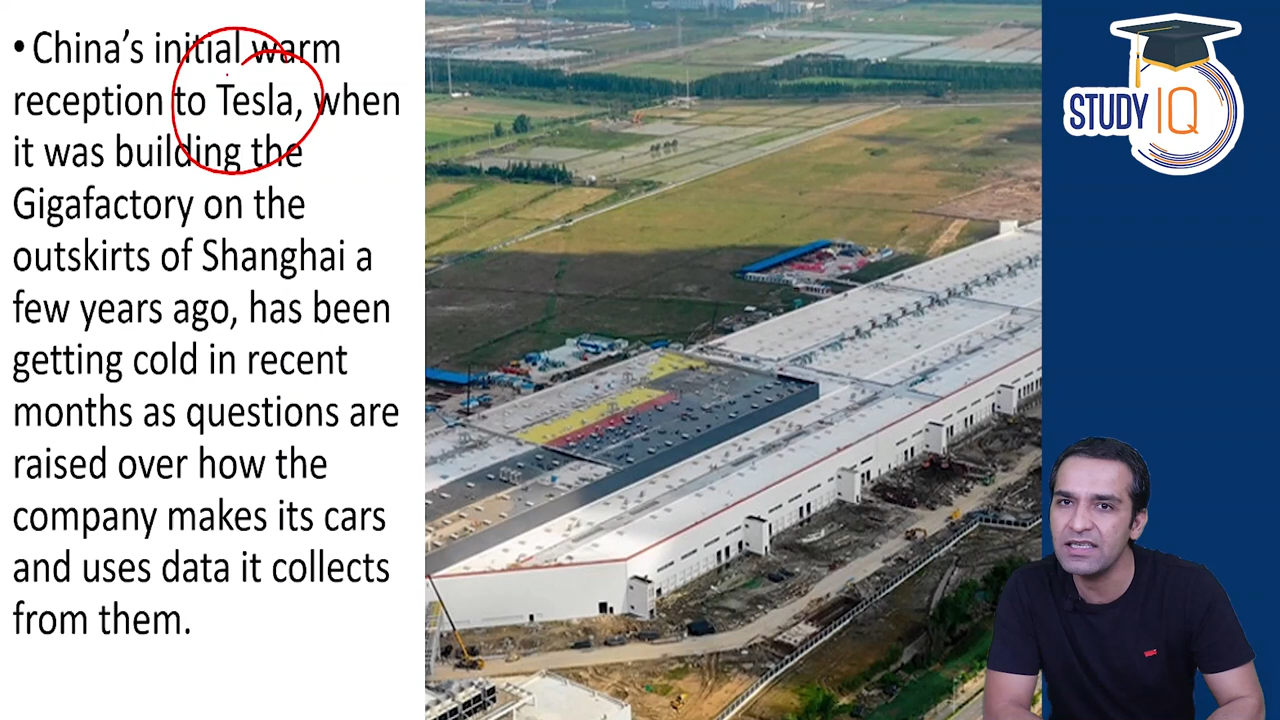 • China's initial warm
reception to Tesla, when
it was building the
Gigafactory on the
outskirts of Shanghai a
few years ago, has been
getting cold in recent
months as questions are
raised over how the
company makes its cars
and uses data it collects
from them.
STUDY IQ